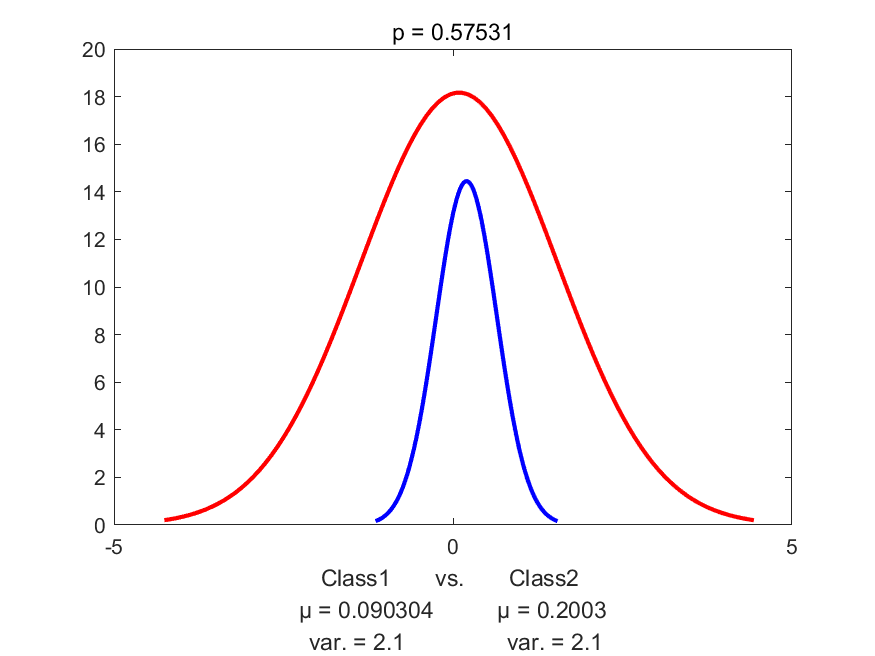 p = 0.57531
20
18
16
14
12
10
8
6
4
2
0
-5 0 5
Class1 vs. Class2
μ = 0.090304 μ = 0.2003
var. = 2.1 var. = 2.1